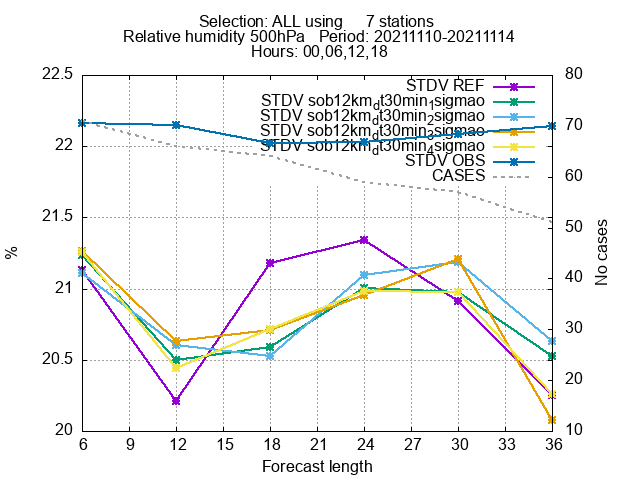 Selection: ALL using 7 stations
Relative humidity 500hPa Period: 20211110-20211114
Hours: 00,06,12,18
22.5
22
21.5
21
20.5
20
%
80
70
60
50
40
30
20
10
No cases
STDV REF
STDV sob12km_dt30min_1sigmao
STDV sob12km_dt30min_2sigmao
STDV sob12km_dt30min_3sigmao
STDV sob12km_dt30min_4sigmao
STDV OBS
CASES
6 9 12 15 18 21 24 27 30 33 36
Forecast length